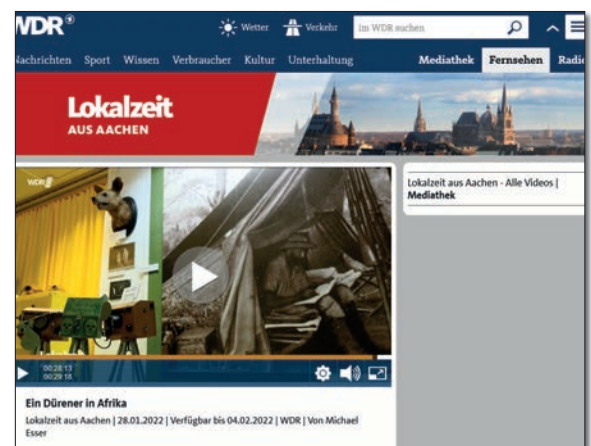 WDR®
Wetter
Verkehr
im WDR suchen
Nachrichten Sport Wissen Verbraucher Kultur Unterhaltung Mediathek Fernsehen Radio
Lokalzeit
AUS AACHEN
WDR
00:28:13
00:29:18
Ein Dürener in Afrika
Lokalzeit aus Aachen | 28.01.2022 | Verfügbar bis 04.02.2022 | WDR | Von Michael
Esser
Lokalzeit aus Aachen - Alle Videos |
Mediathek